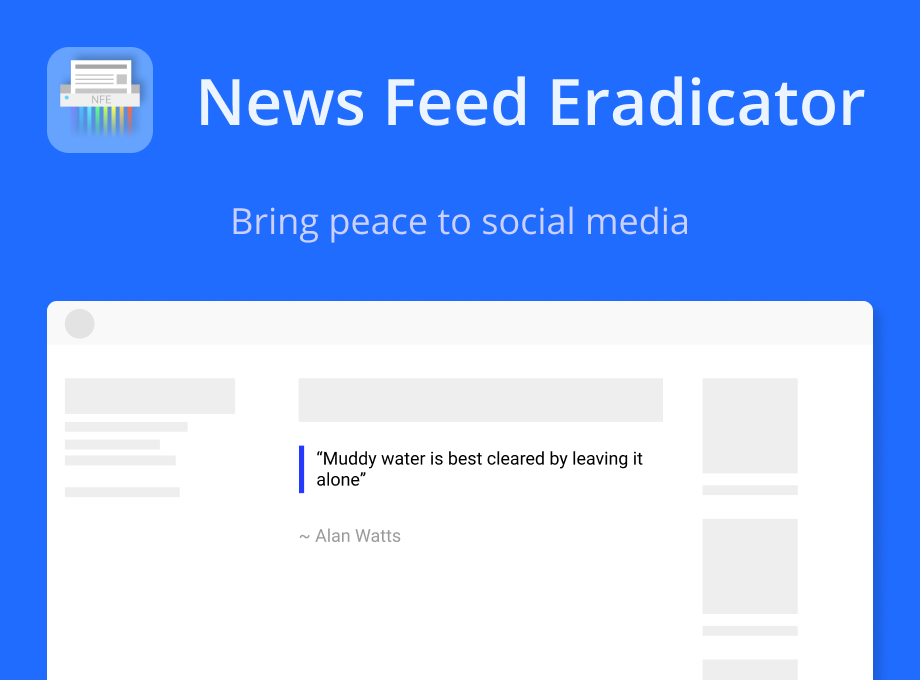 NFE
News Feed Eradicator
Bring peace to social media
“Muddy water is best cleared by leaving it
alone”
~ Alan Watts